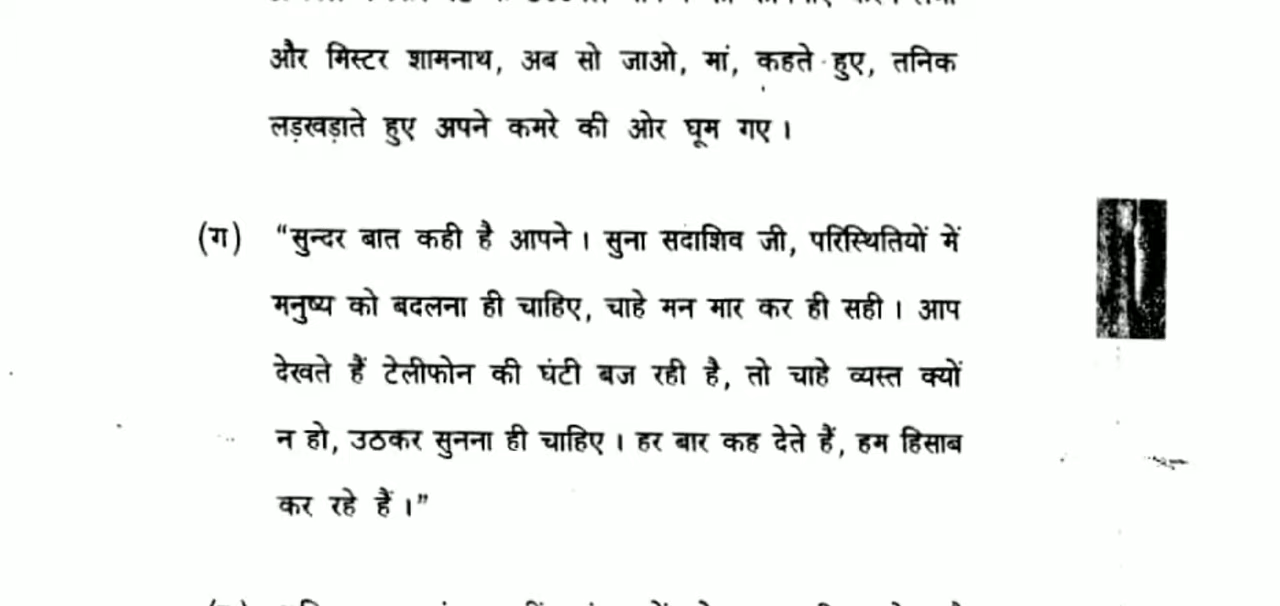 और मिस्टर शामनाथ, अब सो जाओ, मां, कहते हुए, तनिक
लड़खड़ाते हुए अपने कमरे की ओर घूम गए ।
(ग) “सुन्दर बात कही है आपने । सुना सदाशिव जी, परिस्थितियों में
मनुष्य को बदलना ही चाहिए, चाहे मन मार कर ही सही । आप
देखते हैं टेलीफोन की घंटी बज रही है, तो चाहे व्यस्त क्यों
न हो, उठकर सुनना ही चाहिए । हर बार कह देते हैं, हम हिसाब
कर रहे हैं ।”